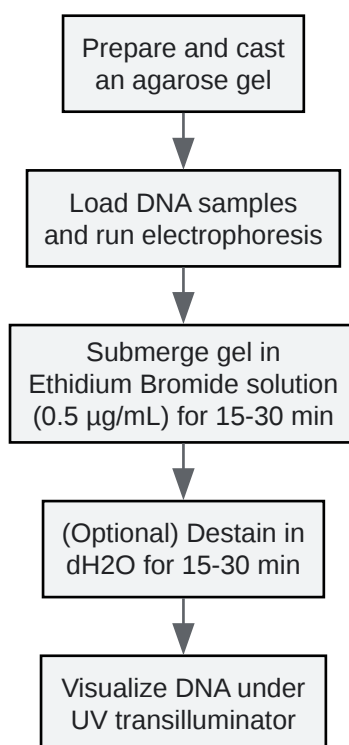 Prepare and cast
an agarose gel
Load DNA samples
and run electrophoresis
Submerge gel in
Ethidium Bromide solution
(0.5 µg/mL) for 15-30 min
(Optional) Destain in
dH2O for 15-30 min
Visualize DNA under
UV transilluminator